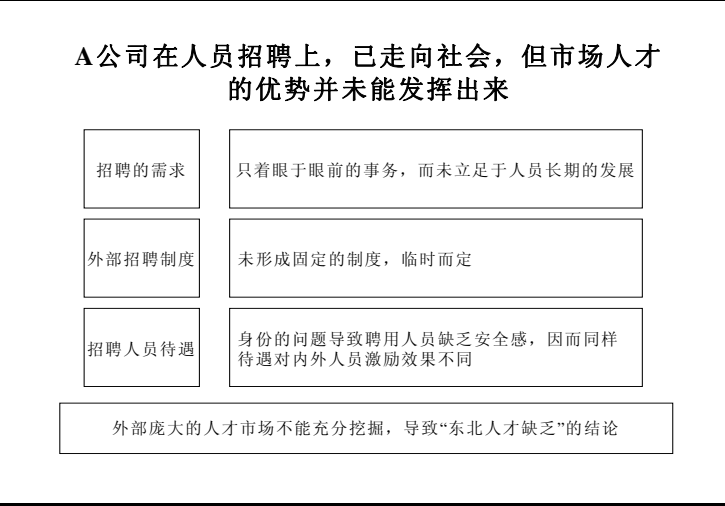 A公司在人员招聘上，已走向社会，但市场人才
的优势并未能发挥出来
招聘的需求
只着眼于眼前的事务，而未立足于人员长期的发展
外部招聘制度
未形成固定的制度，临时而定
招聘人员待遇
身份的问题导致聘用人员缺乏安全感，因而同样
待遇对内外人员激励效果不同
外部庞大的人才市场不能充分挖掘，导致“东北人才缺乏”的结论